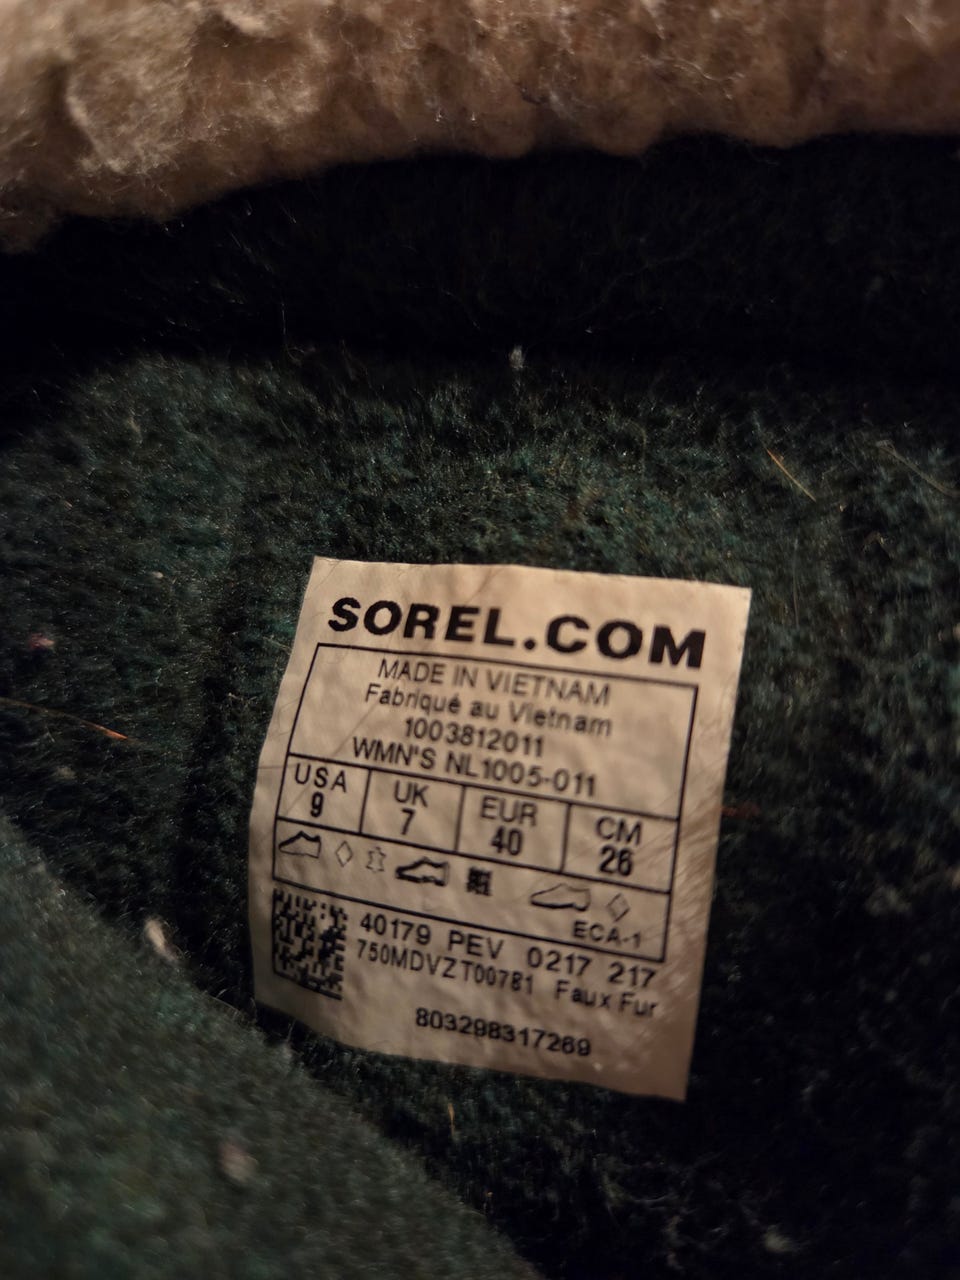 SOREL.COM
MADE IN VIETNAM
Fabriqué au Vietnam
1003812011
WMN'S NL1005-011
USA UK EUR CM
9 7 40 26
ECA-1
40179 PEV 0217 217
750MDVZT00781 Faux Fur
803298317269